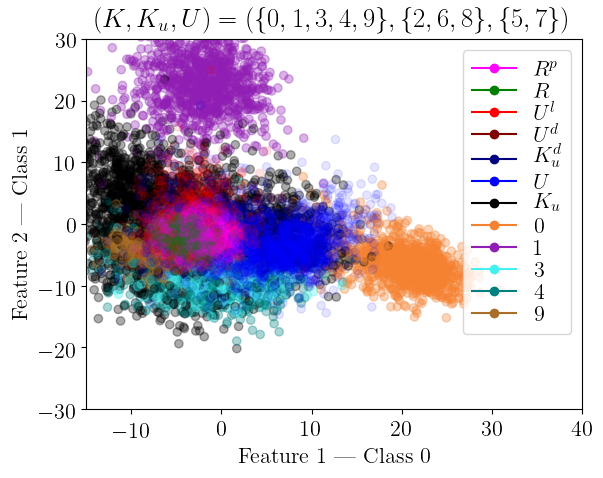 (K, K_u, U) = ({0, 1, 3, 4, 9}, {2, 6, 8}, {5, 7})
30
20
10
0
−10
−20
−30
Feature 2 — Class 1
R^p
R
U^l
U^d
K_u^d
U
K_u
0
1
3
4
9
−10
0
10
20
30
40
Feature 1 — Class 0